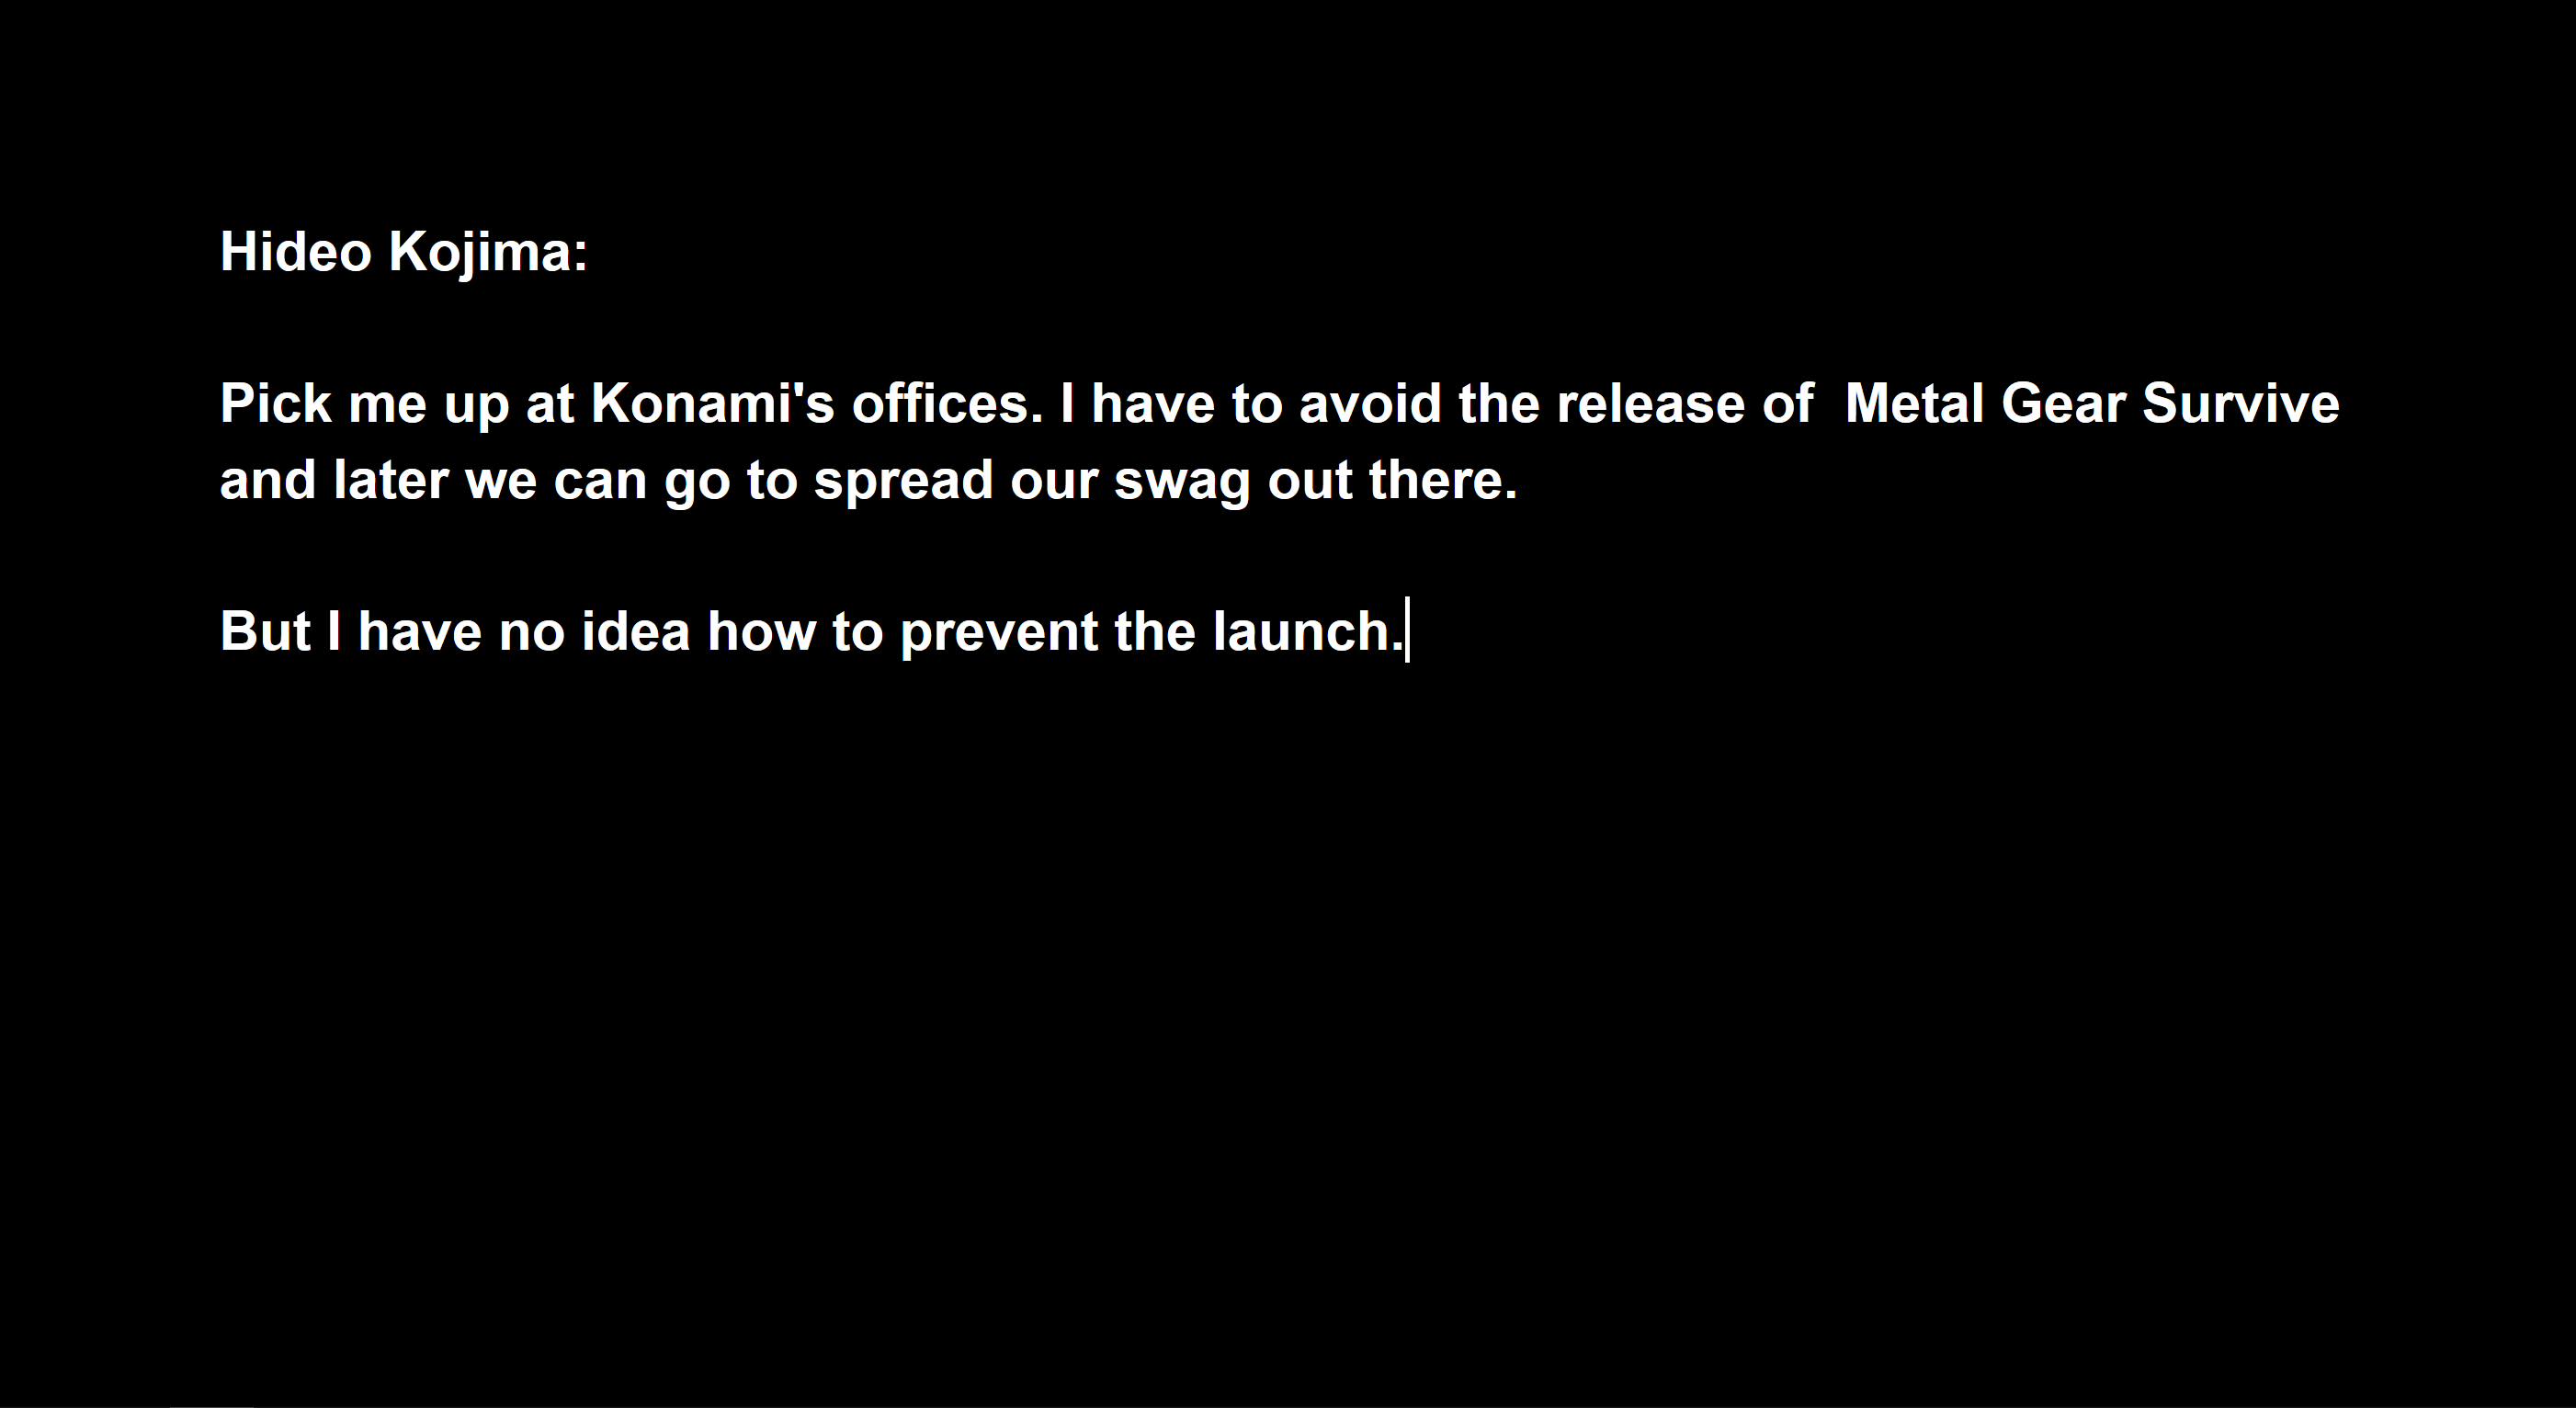 Hideo Kojima:
Pick me up at Konami's offices. I have to avoid the release of  Metal Gear Survive
and later we can go to spread our swag out there.
But I have no idea how to prevent the launch.